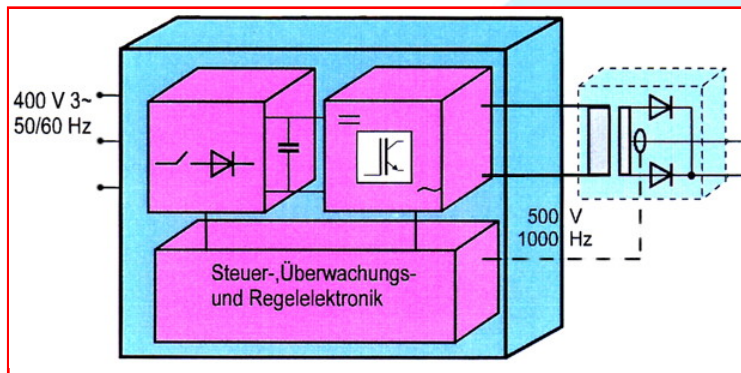 400 V 3~
50/60 Hz
500 V
1000 Hz
Steuer-,Überwachungs-
und Regelelektronik